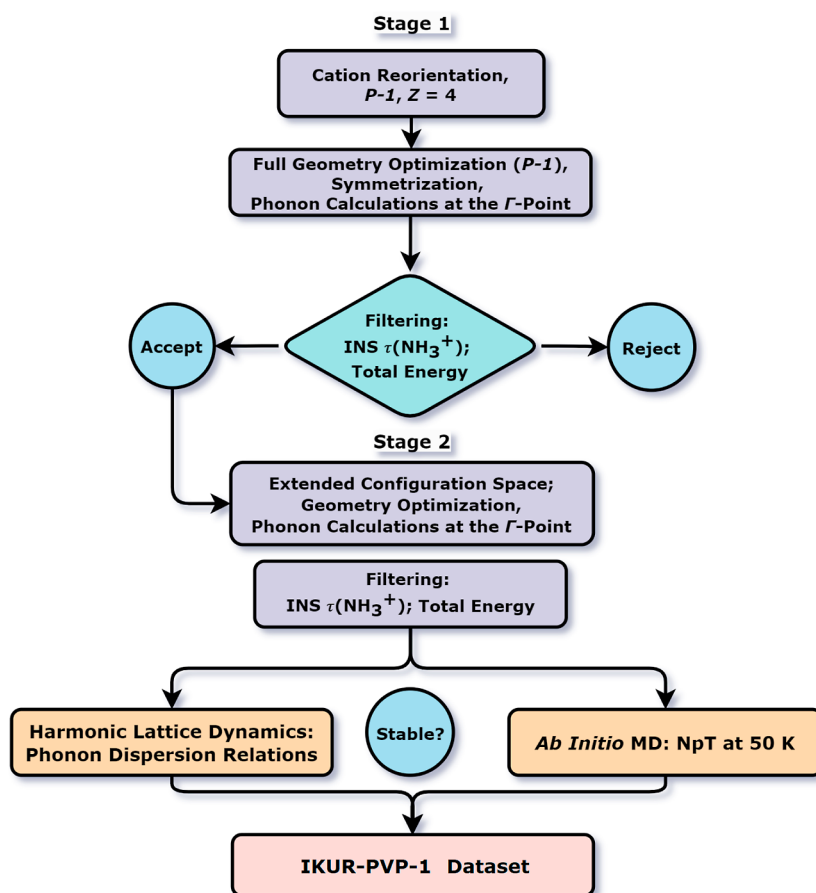 Stage 1
Cation Reorientation,
P-1, Z = 4
Full Geometry Optimization (P-1),
Symmetrization,
Phonon Calculations at the Γ-Point
Filtering:
INS τ(NH₃⁺);
Total Energy
Accept
Reject
Stage 2
Extended Configuration Space;
Geometry Optimization,
Phonon Calculations at the Γ-Point
Filtering:
INS τ(NH₃⁺); Total Energy
Harmonic Lattice Dynamics:
Phonon Dispersion Relations
Stable?
Ab Initio MD: NpT at 50 K
IKUR-PVP-1 Dataset